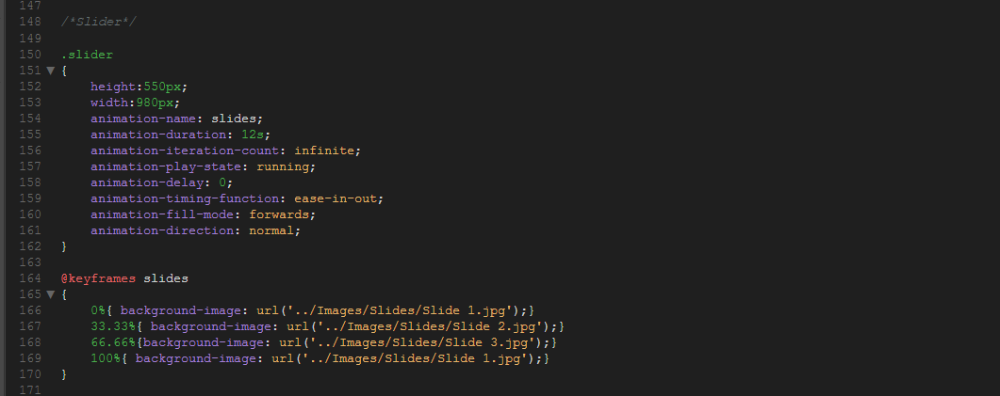 147
148 /*Slider*/
149
150 .slider
151 {
152 height:550px;
153 width:980px;
154 animation-name: slides;
155 animation-duration: 12s;
156 animation-iteration-count: infinite;
157 animation-play-state: running;
158 animation-delay: 0;
159 animation-timing-function: ease-in-out;
160 animation-fill-mode: forwards;
161 animation-direction: normal;
162 }
163
164 @keyframes slides
165 {
166 0%{ background-image: url('../Images/Slides/Slide 1.jpg');}
167 33.33%{ background-image: url('../Images/Slides/Slide 2.jpg');}
168 66.66%{background-image: url('../Images/Slides/Slide 3.jpg');}
169 100%{ background-image: url('../Images/Slides/Slide 1.jpg');}
170 }
171